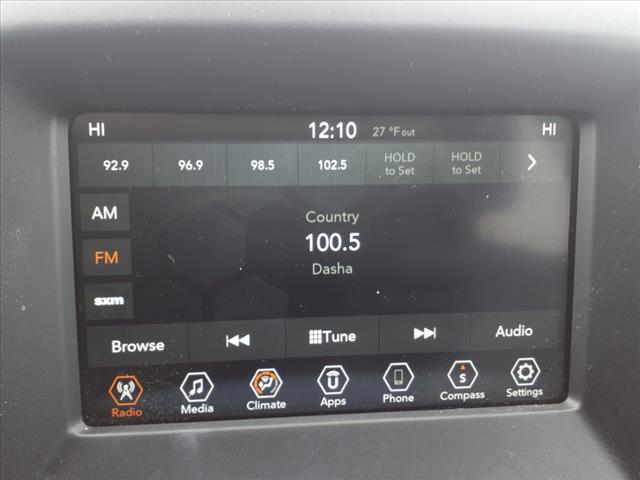 HI 12:10 27 °F out HI
92.9 96.9 98.5 102.5 HOLD HOLD
to Set to Set
AM
Country
FM 100.5
Dasha
sxm
Browse Tune Audio
Radio Media Climate Apps Phone S Compass Settings